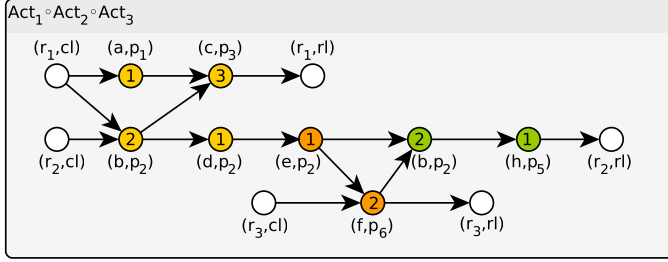 Act₁∘Act₂∘Act₃
(r₁,cl) (a,p₁) (c,p₃) (r₁,rl)
1 3
2 1 1 2 1
(r₂,cl) (b,p₂) (d,p₂) (e,p₂) (b,p₂) (h,p₅) (r₂,rl)
2
(r₃,cl) (f,p₆) (r₃,rl)